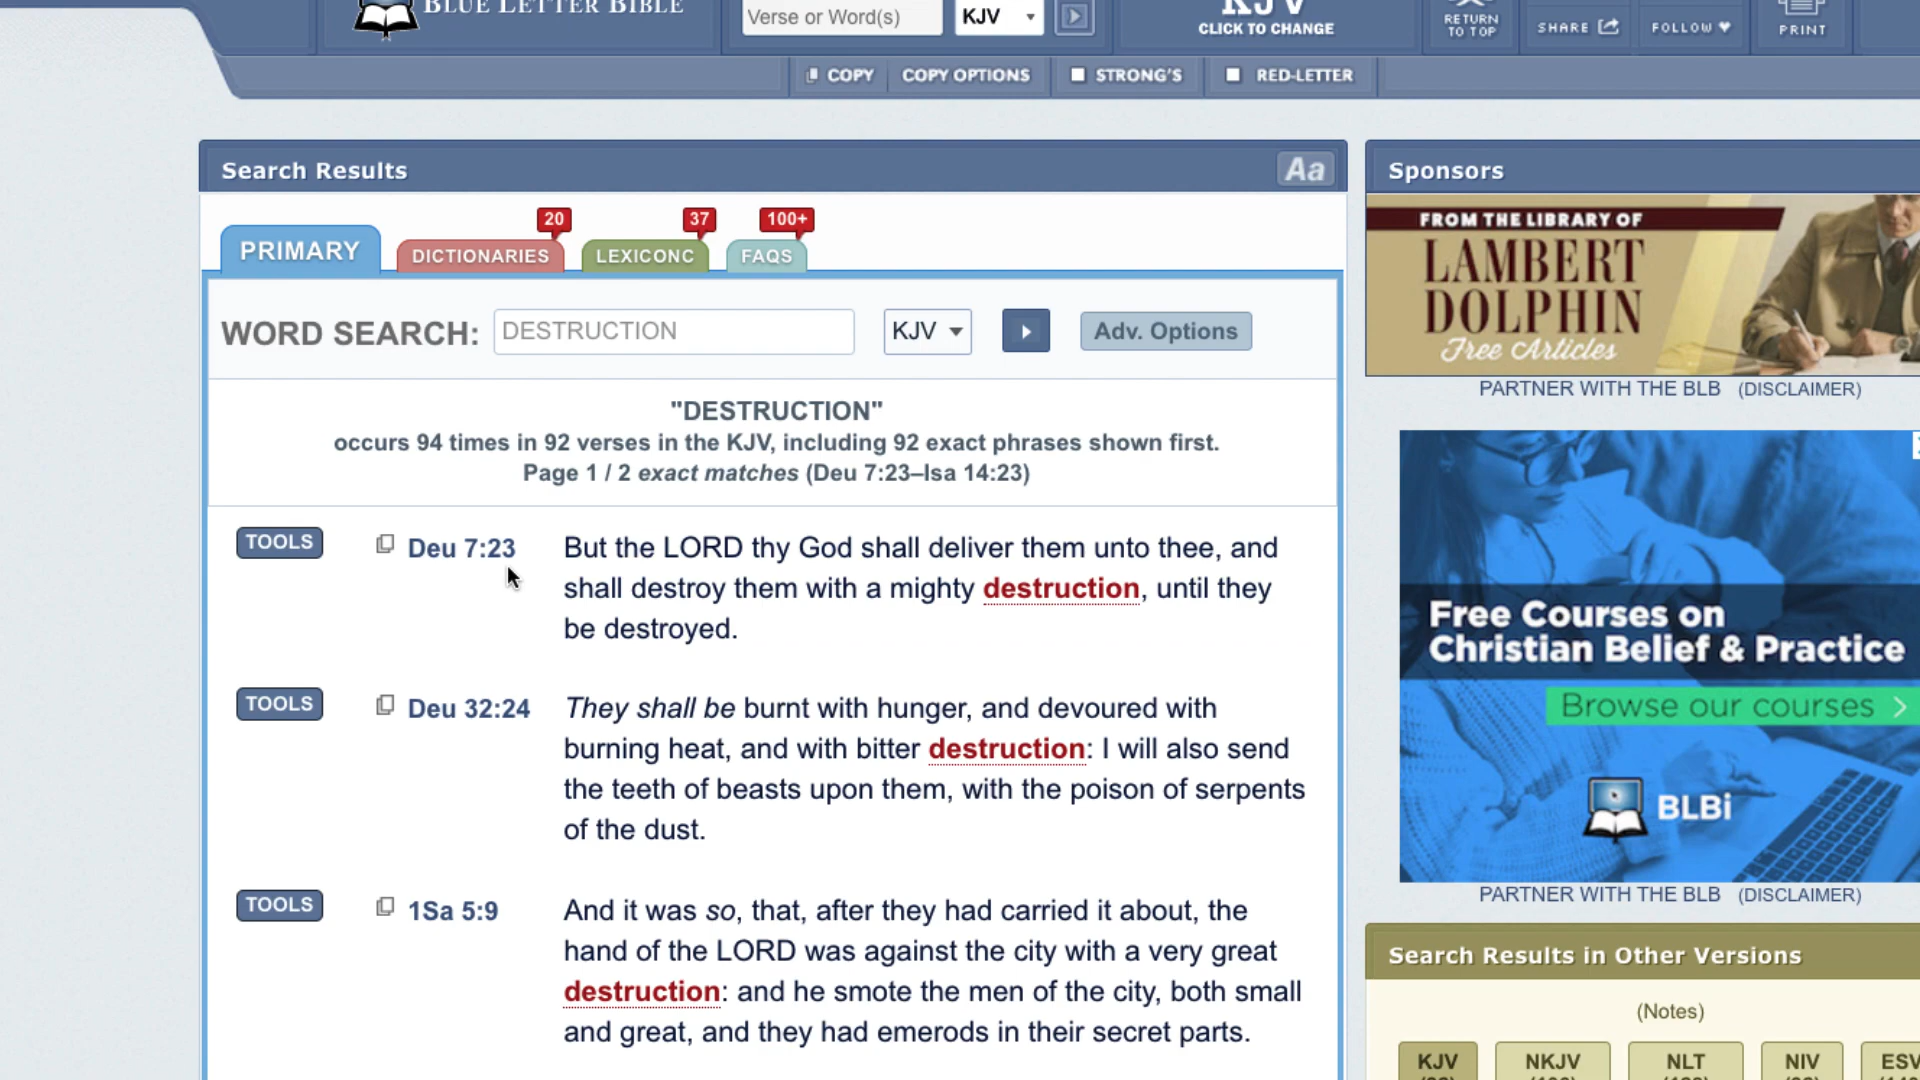 BLUE LETTER BIBLE
Verse or Word(s)
KJV
KJV
CLICK TO CHANGE
RETURN
TO TOP
SHARE
FOLLOW
PRINT
COPY
COPY OPTIONS
STRONG'S
RED-LETTER
Search Results
Aa
PRIMARY
DICTIONARIES
20
LEXICONC
37
FAQS
100+
WORD SEARCH:
DESTRUCTION
KJV
Adv. Options
"DESTRUCTION"
occurs 94 times in 92 verses in the KJV, including 92 exact phrases shown first.
Page 1 / 2 exact matches (Deu 7:23–Isa 14:23)
TOOLS
Deu 7:23
But the LORD thy God shall deliver them unto thee, and
shall destroy them with a mighty destruction, until they
be destroyed.
TOOLS
Deu 32:24
They shall be burnt with hunger, and devoured with
burning heat, and with bitter destruction: I will also send
the teeth of beasts upon them, with the poison of serpents
of the dust.
TOOLS
1Sa 5:9
And it was so, that, after they had carried it about, the
hand of the LORD was against the city with a very great
destruction: and he smote the men of the city, both small
and great, and they had emerods in their secret parts.
Sponsors
FROM THE LIBRARY OF
LAMBERT
DOLPHIN
Free Articles
PARTNER WITH THE BLB (DISCLAIMER)
Free Courses on
Christian Belief & Practice
Browse our courses
BLBi
PARTNER WITH THE BLB (DISCLAIMER)
Search Results in Other Versions
(Notes)
KJV
NKJV
NLT
NIV
ESV